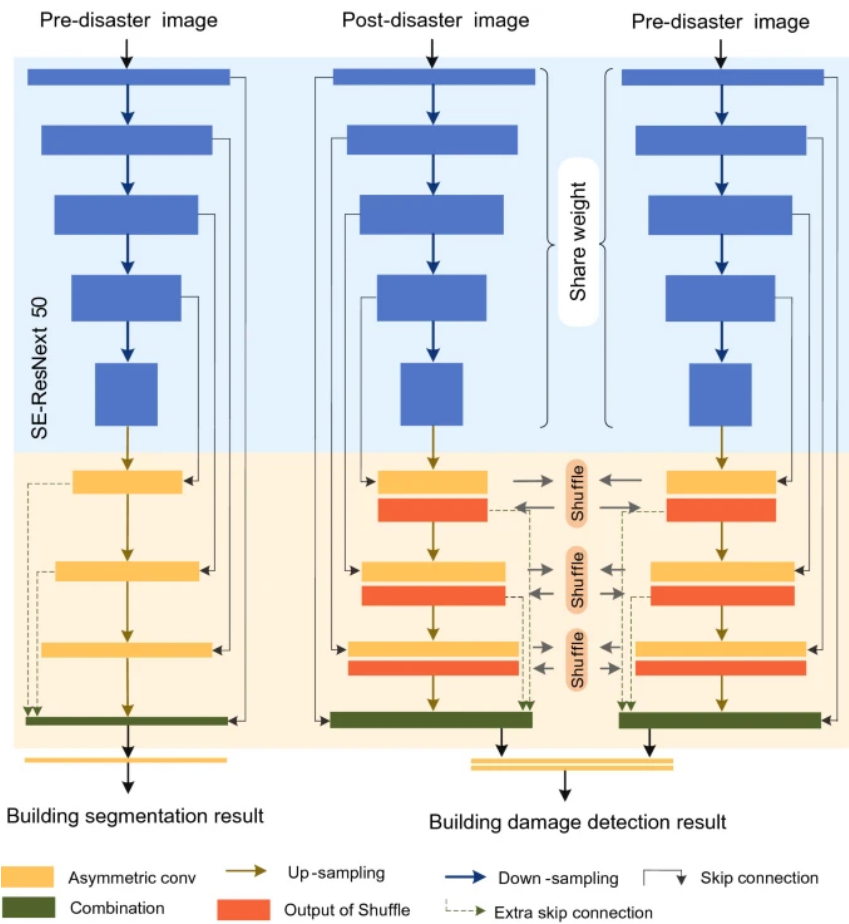 Pre-disaster image
Post-disaster image
Pre-disaster image
SE-ResNext 50
Share weight
Shuffle
Shuffle
Shuffle
Building segmentation result
Building damage detection result
Asymmetric conv
Up-sampling
Down-sampling
Skip connection
Combination
Output of Shuffle
Extra skip connection